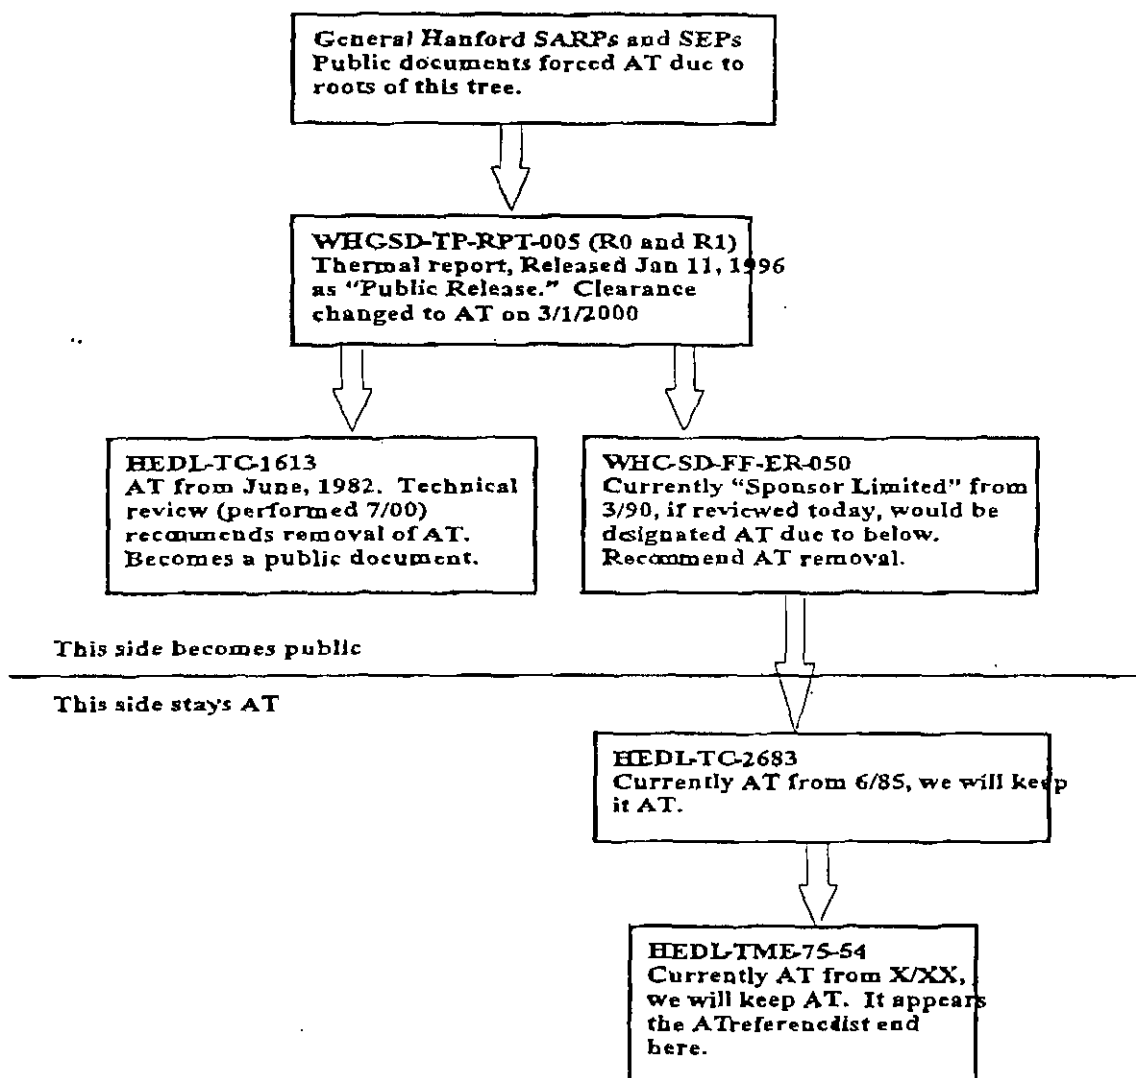 General Hanford SARPs and SEPs
Public documents forced AT due to
roots of this tree.
WHC-SD-TP-RPT-005 (R0 and R1)
Thermal report, Released Jan 11, 1996
as “Public Release.” Clearance
changed to AT on 3/1/2000
HEDL-TC-1613
AT from June, 1982. Technical
review (performed 7/00)
recommends removal of AT.
Becomes a public document.
WHC-SD-FF-ER-050
Currently “Sponsor Limited” from
3/90, if reviewed today, would be
designated AT due to below.
Recommend AT removal.
This side becomes public
This side stays AT
HEDL-TC-2683
Currently AT from 6/85, we will keep
it AT.
HEDL-TME-75-54
Currently AT from X/XX,
we will keep AT. It appears
the ATreferencelist end
here.